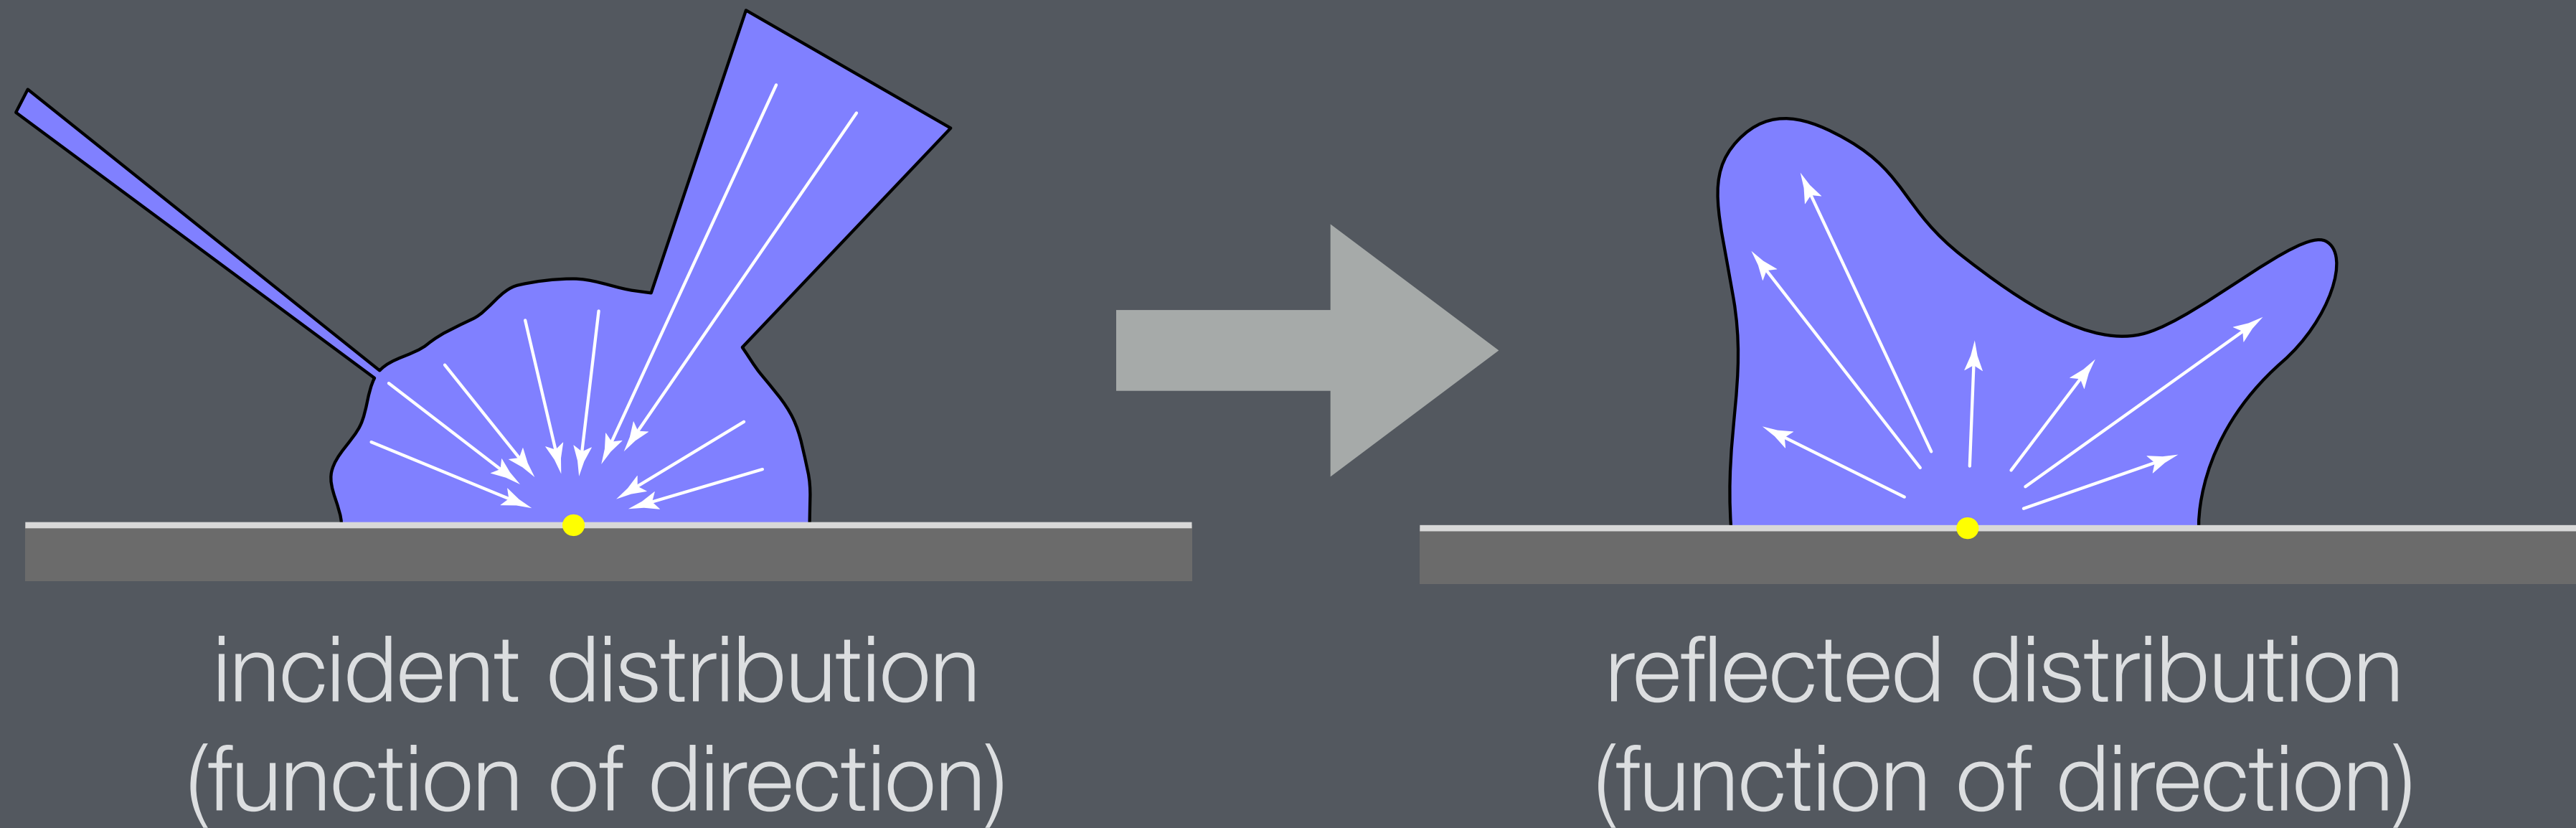 incident distribution
(function of direction)
reflected distribution
(function of direction)